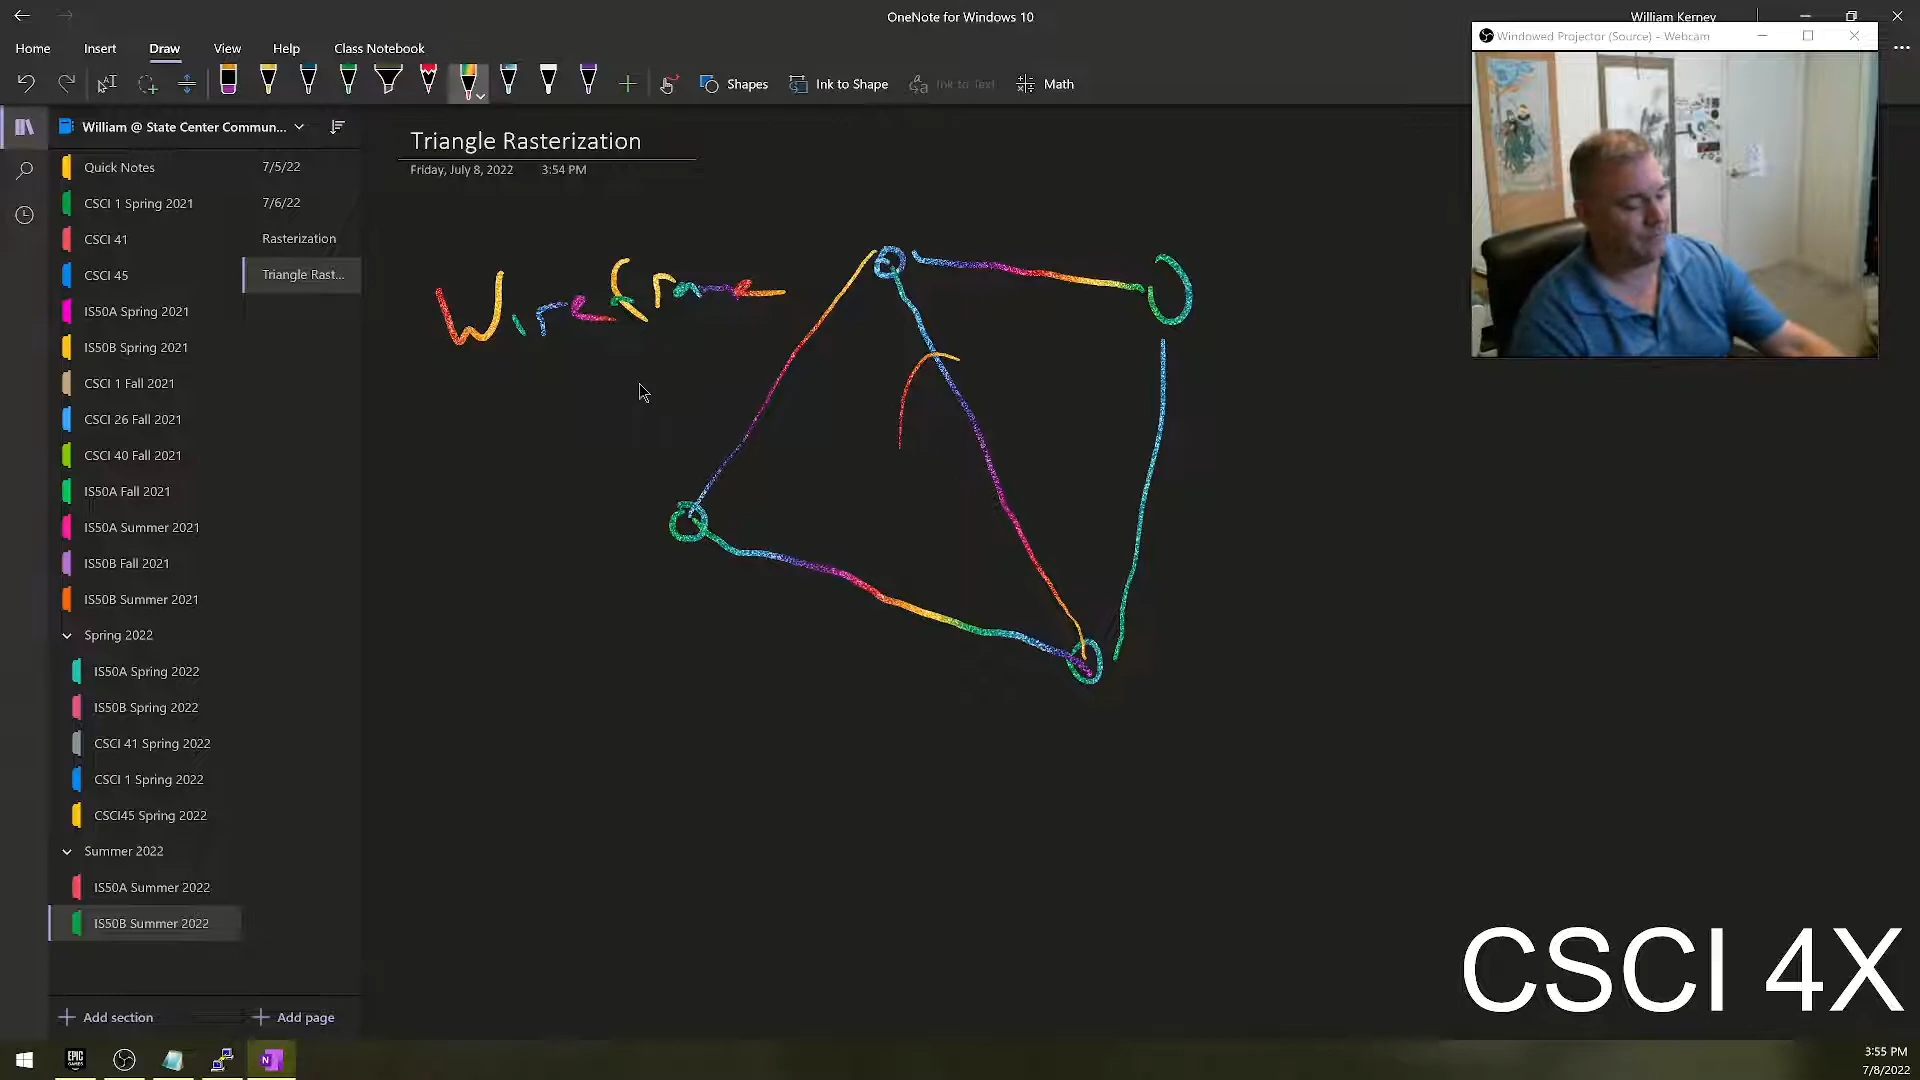 OneNote for Windows 10
William Kerney
Windowed Projector (Source) - Webcam
Home Insert Draw View Help Class Notebook
Shapes Ink to Shape Ink to Text Math
William @ State Center Commun...
Quick Notes
CSCI 1 Spring 2021
CSCI 41
CSCI 45
IS50A Spring 2021
IS50B Spring 2021
CSCI 1 Fall 2021
CSCI 26 Fall 2021
CSCI 40 Fall 2021
IS50A Fall 2021
IS50A Summer 2021
IS50B Fall 2021
IS50B Summer 2021
Spring 2022
IS50A Spring 2022
IS50B Spring 2022
CSCI 41 Spring 2022
CSCI 1 Spring 2022
CSCI45 Spring 2022
Summer 2022
IS50A Summer 2022
IS50B Summer 2022
Add section
7/5/22
7/6/22
Rasterization
Triangle Rast...
Add page
Triangle Rasterization
Friday, July 8, 2022 3:54 PM
Wireframe
CSCI 4X
EPIC GAMES
N
3:55 PM
7/8/2022